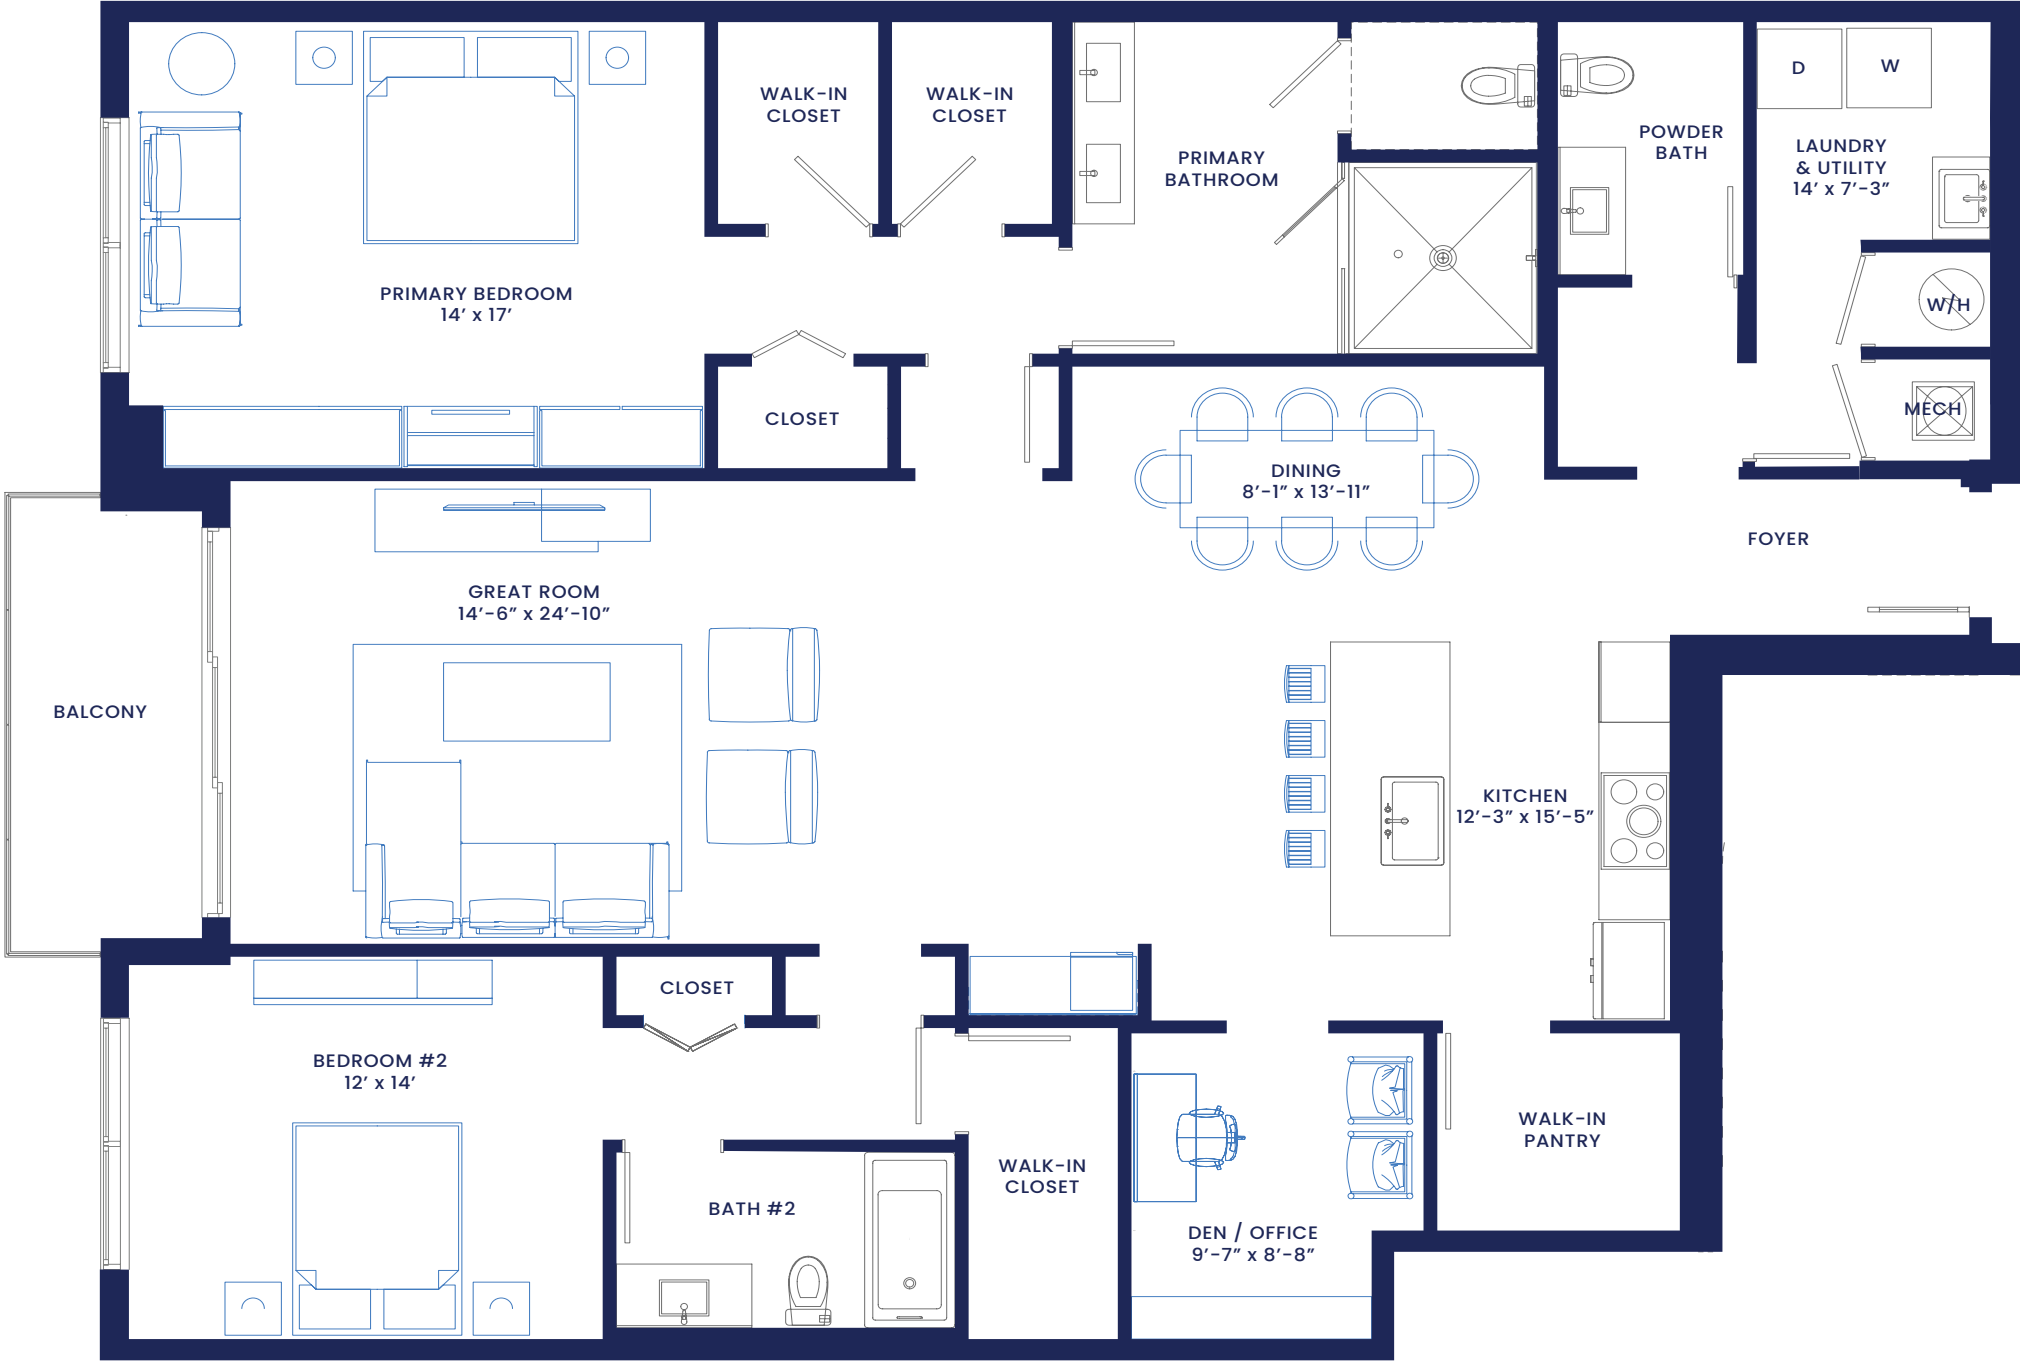 D
W
WALK-IN
CLOSET
WALK-IN
CLOSET
PRIMARY
BATHROOM
POWDER
BATH
LAUNDRY
& UTILITY
14’ x 7’-3”
PRIMARY BEDROOM
14’ x 17’
W/H
CLOSET
MECH
DINING
8’-1” x 13’-11”
FOYER
GREAT ROOM
14’-6” x 24’-10”
BALCONY
KITCHEN
12’-3” x 15’-5”
CLOSET
BEDROOM #2
12’ x 14’
WALK-IN
PANTRY
WALK-IN
CLOSET
BATH #2
DEN / OFFICE
9’-7” x 8’-8”